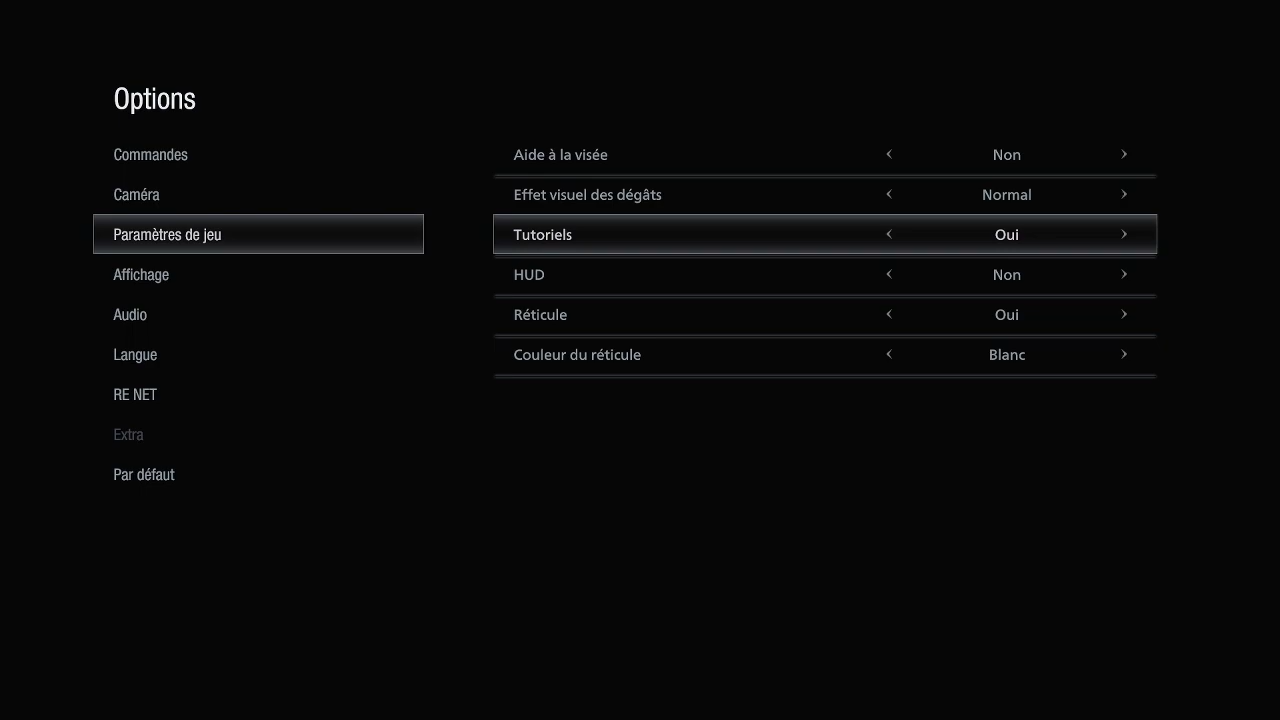 Options
Commandes
Caméra
Paramètres de jeu
Affichage
Audio
Langue
RE NET
Extra
Par défaut
Aide à la visée Non
Effet visuel des dégâts Normal
Tutoriels Oui
HUD Non
Réticule Oui
Couleur du réticule Blanc